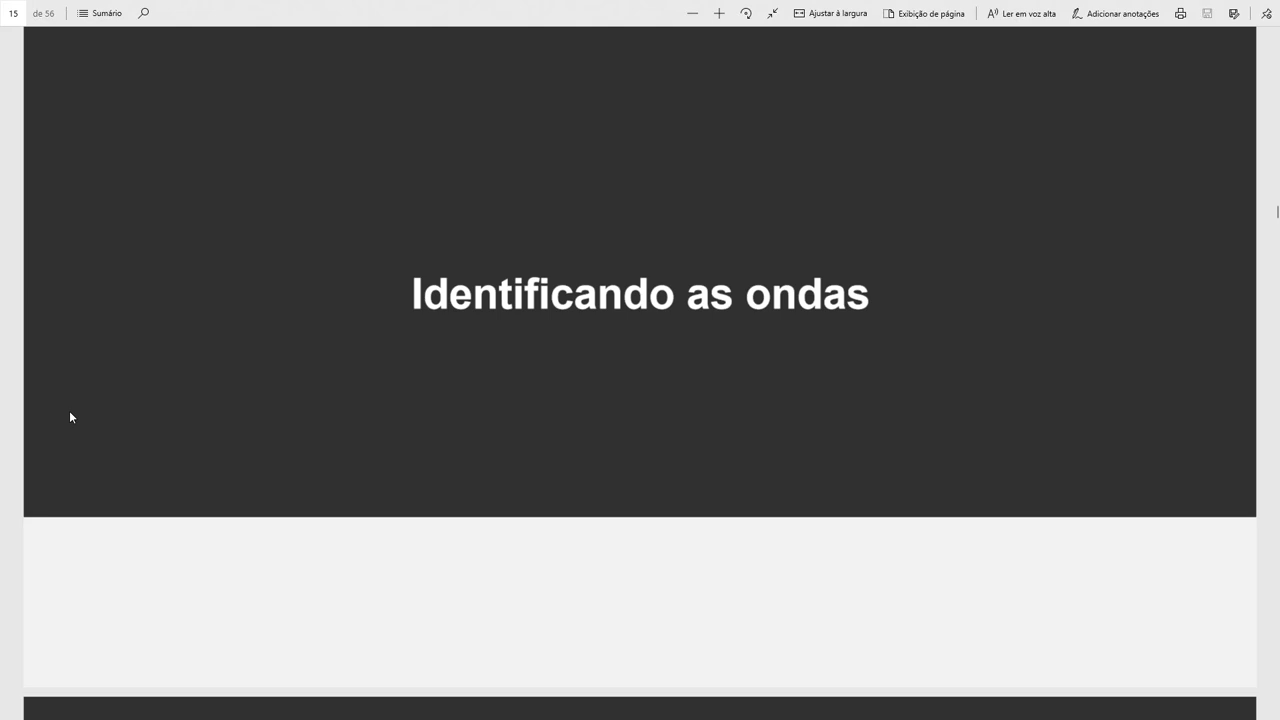 15 de 56 Sumário Ajustar à largura Exibição de página Ler em voz alta Adicionar anotações
Identificando as ondas